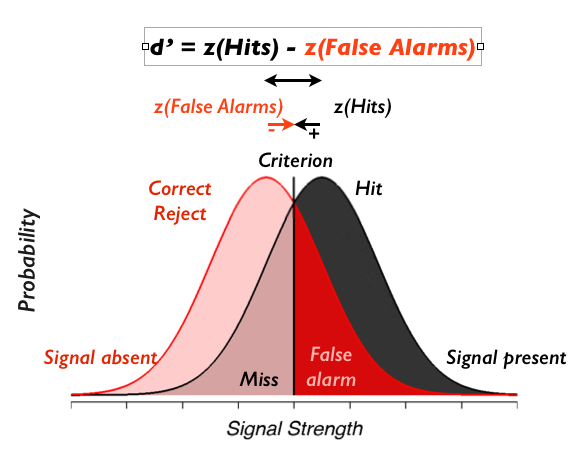 d’ = z(Hits) - z(False Alarms)
z(False Alarms) z(Hits)
- +
Criterion
Correct
Reject
Hit
Probability
Signal absent
Signal present
Miss
False
alarm
Signal Strength